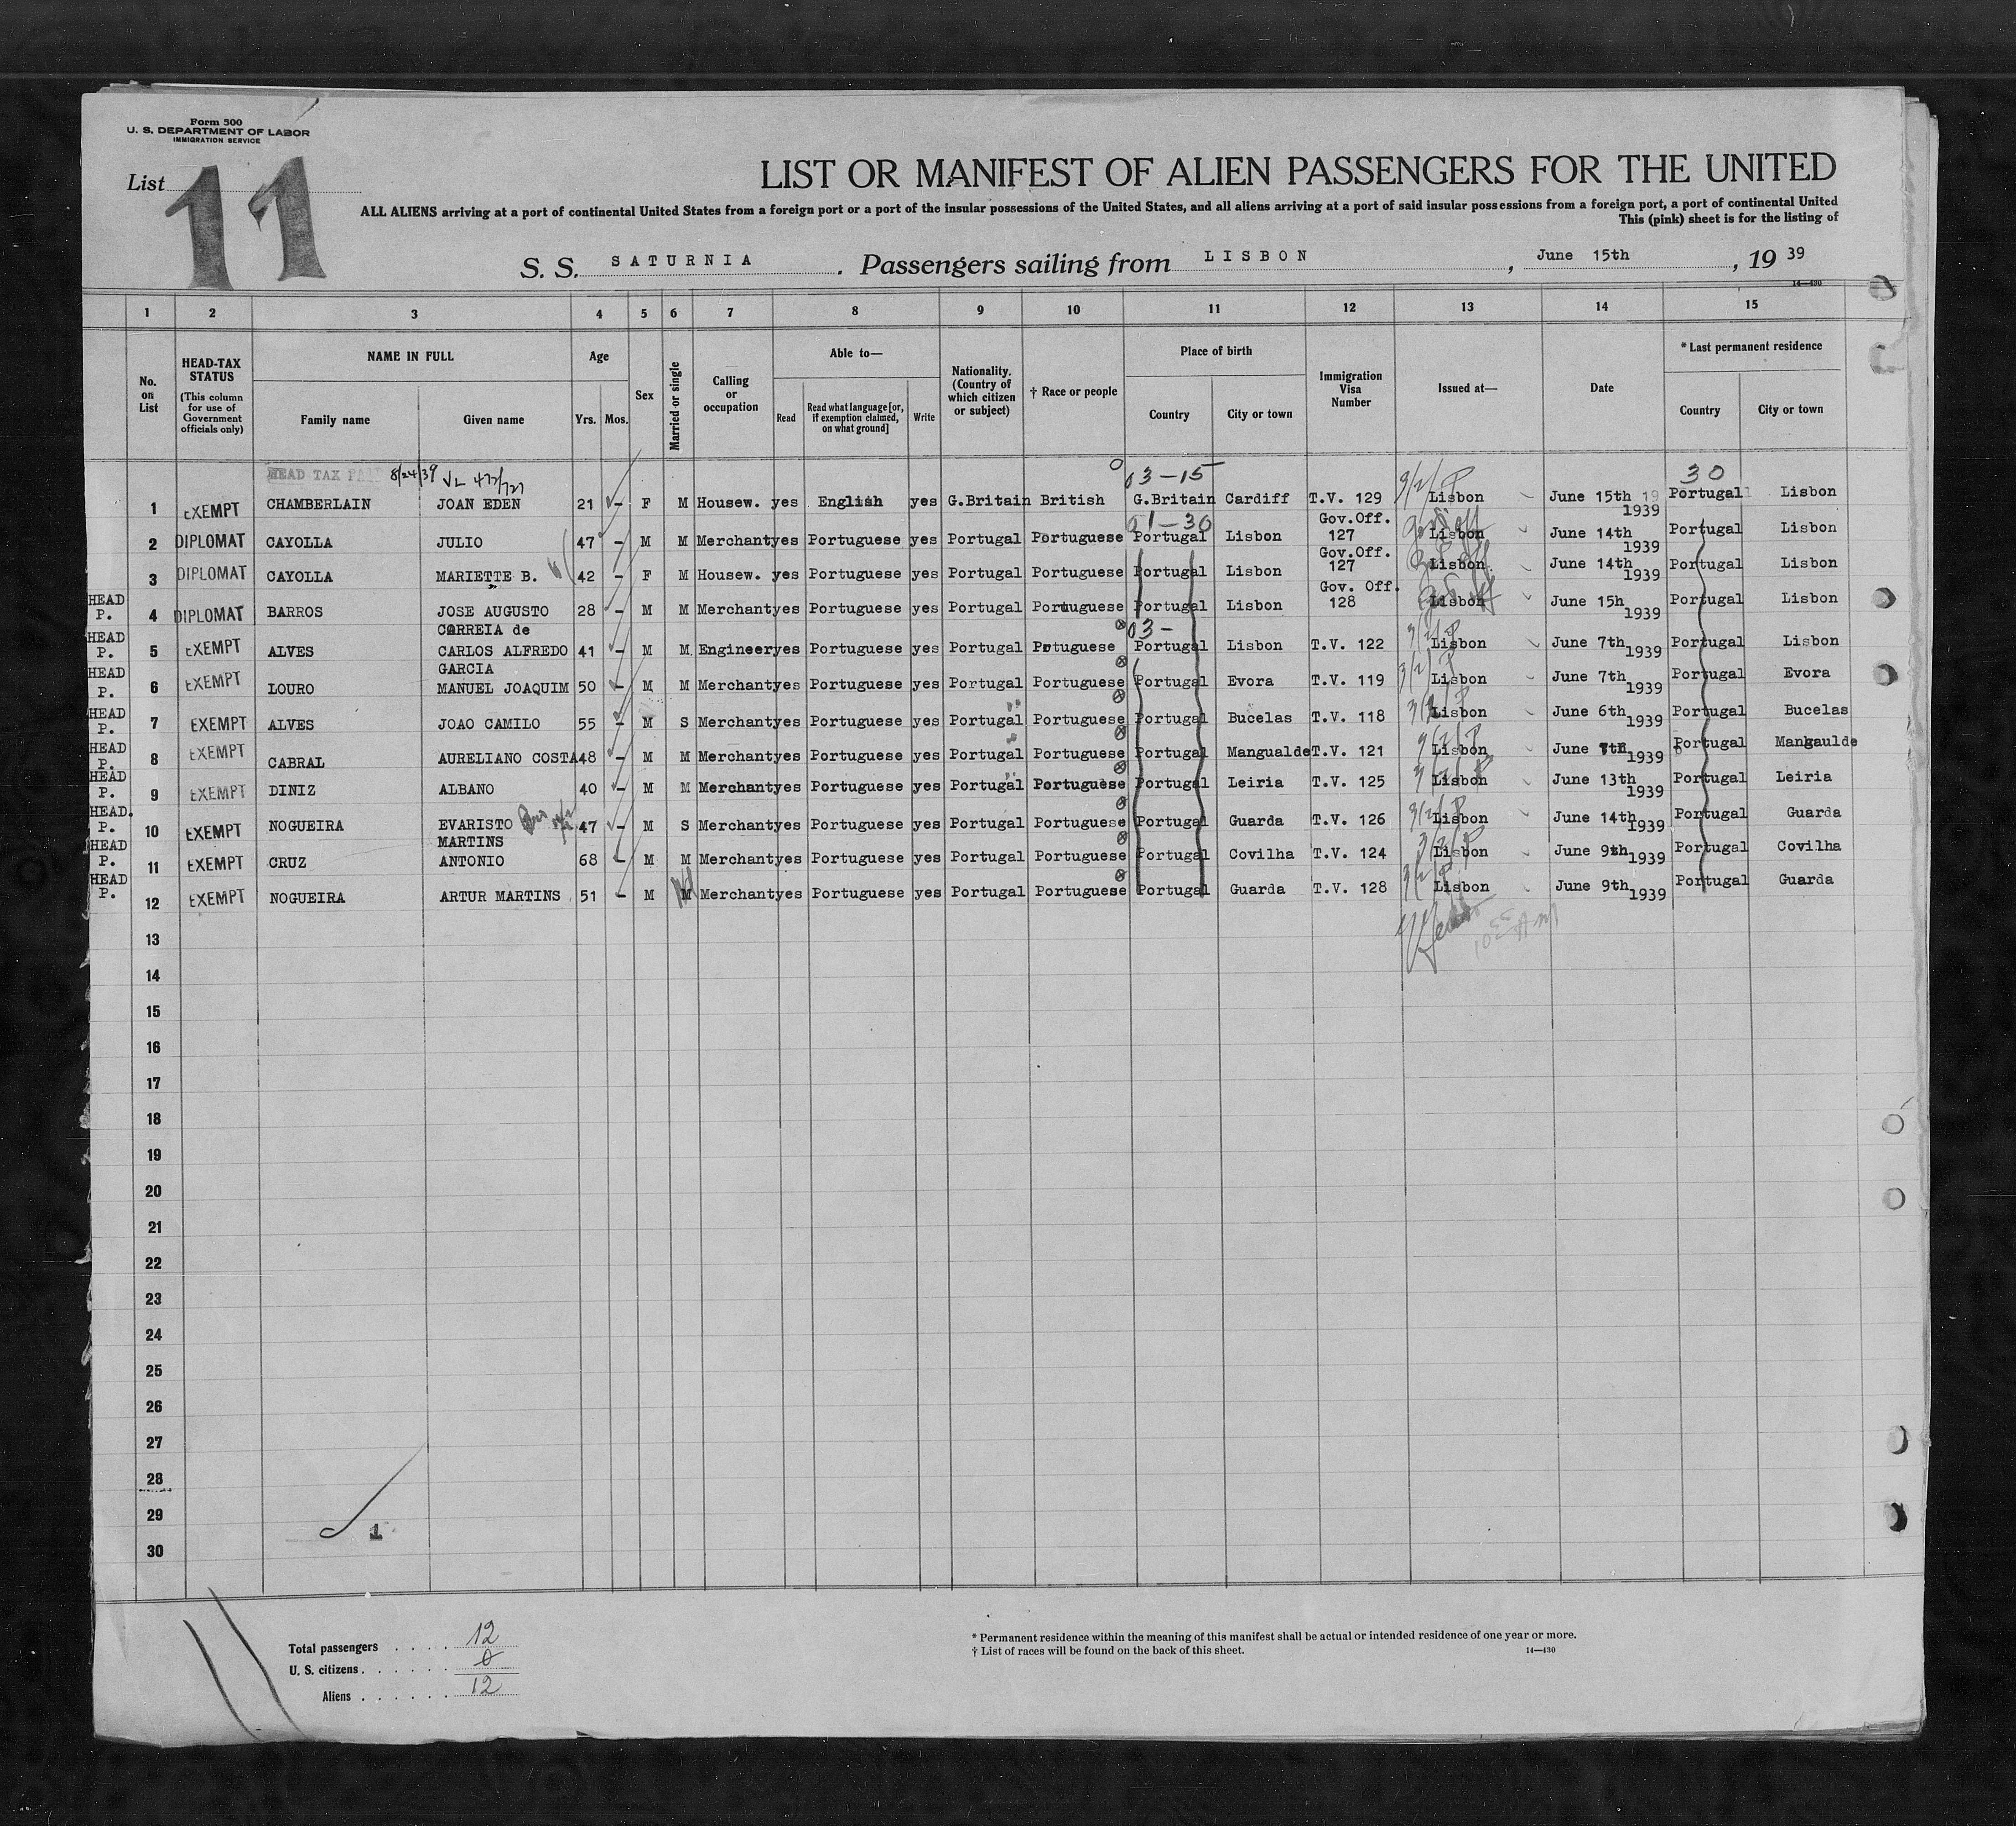 Form 500
U. S. DEPARTMENT OF LABOR
IMMIGRATION SERVICE
List 11
LIST OR MANIFEST OF ALIEN PASSENGERS FOR THE UNITED
ALL ALIENS arriving at a port of continental United States from a foreign port or a port of the insular possessions of the United States, and all aliens arriving at a port of said insular possessions from a foreign port, a port of continental United
This (pink) sheet is for the listing of
S. S. SATURNIA. Passengers sailing from LISBON, June 15th, 19 39
14—430
1 2 3 4 5 6 7 8 9 10 11 12 13 14 15
No. on List
HEAD-TAX STATUS (This column for use of Government officials only)
NAME IN FULL Family name Given name
Age Yrs. Mos.
Sex
Married or single
Calling or occupation
Able to— Read Read what language [or, if exemption claimed, on what ground] Write
Nationality. (Country of which citizen or subject)
† Race or people
Place of birth Country City or town
Immigration Visa Number
Issued at—
Date
* Last permanent residence Country City or town
HEAD TAX 8/24/39 03-15 30
1 EXEMPT CHAMBERLAIN JOAN EDEN 21 - F M Housew. yes English yes G.Britain British G.Britain Cardiff T.V. 129 Lisbon June 15th 1939 Portugal Lisbon
01-30
2 DIPLOMAT CAYOLLA JULIO 47 - M M Merchant yes Portuguese yes Portugal Portuguese Portugal Lisbon Gov.Off. 127 Lisbon June 14th 1939 Portugal Lisbon
3 DIPLOMAT CAYOLLA MARIETTE B. 42 - F M Housew. yes Portuguese yes Portugal Portuguese Portugal Lisbon Gov.Off. 127 Lisbon June 14th 1939 Portugal Lisbon
HEAD P. 4 DIPLOMAT BARROS JOSE AUGUSTO CORREIA de 28 - M M Merchant yes Portuguese yes Portugal Portuguese Portugal Lisbon Gov. Off. 128 Lisbon June 15h 1939 Portugal Lisbon
03-
HEAD P. 5 EXEMPT ALVES CARLOS ALFREDO GARCIA 41 - M M Engineer yes Portuguese yes Portugal Prtuguese Portugal Lisbon T.V. 122 Lisbon June 7th 1939 Portugal Lisbon
HEAD P. 6 EXEMPT LOURO MANUEL JOAQUIM 50 - M M Merchant yes Portuguese yes Portugal Portuguese Portugal Evora T.V. 119 Lisbon June 7th 1939 Portugal Evora
HEAD P. 7 EXEMPT ALVES JOAO CAMILO 55 - M S Merchant yes Portuguese yes Portugal Portuguese Portugal Bucelas T.V. 118 Lisbon June 6th 1939 Portugal Bucelas
HEAD P. 8 EXEMPT CABRAL AURELIANO COSTA 48 - M M Merchant yes Portuguese yes Portugal Portuguese Portugal Mangualde T.V. 121 Lisbon June 7th 1939 Portugal Mangaulde
HEAD P. 9 EXEMPT DINIZ ALBANO 40 - M M Merchant yes Portuguese yes Portugal Portuguese Portugal Leiria T.V. 125 Lisbon June 13th 1939 Portugal Leiria
HEAD. P. 10 EXEMPT NOGUEIRA EVARISTO MARTINS 47 - M S Merchant yes Portuguese yes Portugal Portuguese Portugal Guarda T.V. 126 Lisbon June 14th 1939 Portugal Guarda
HEAD P. 11 EXEMPT CRUZ ANTONIO 68 - M M Merchant yes Portuguese yes Portugal Portuguese Portugal Covilha T.V. 124 Lisbon June 9th 1939 Portugal Covilha
HEAD P. 12 EXEMPT NOGUEIRA ARTUR MARTINS 51 - M M Merchant yes Portuguese yes Portugal Portuguese Portugal Guarda T.V. 128 Lisbon June 9th 1939 Portugal Guarda
13
14
15
16
17
18
19
20
21
22
23
24
25
26
27
28
29
1
30
Total passengers 12
U. S. citizens 0
Aliens 12
* Permanent residence within the meaning of this manifest shall be actual or intended residence of one year or more.
† List of races will be found on the back of this sheet. 14—430